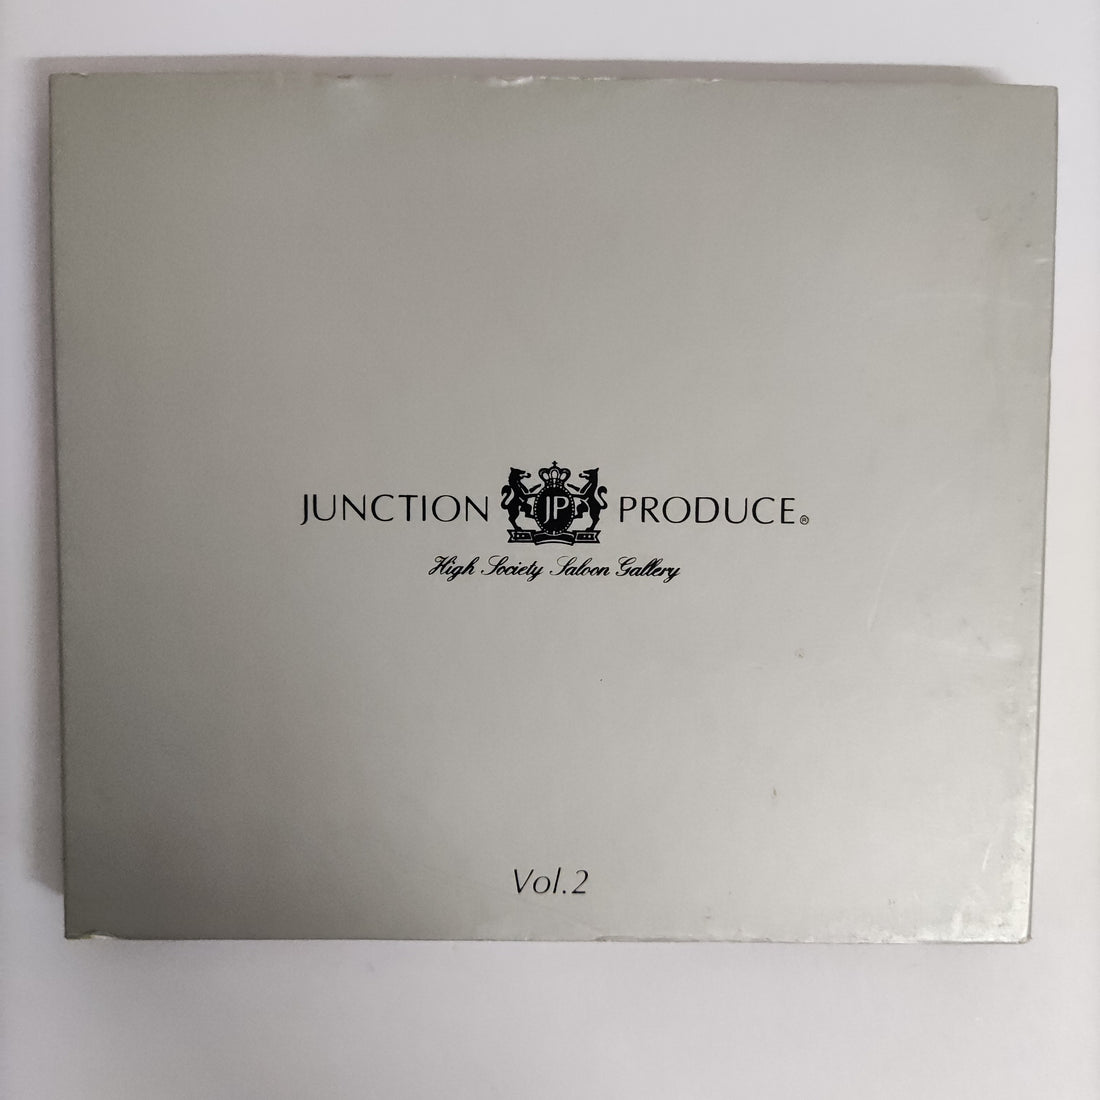 JUNCTION JP PRODUCE®
High Society Saloon Gallery
Vol.2